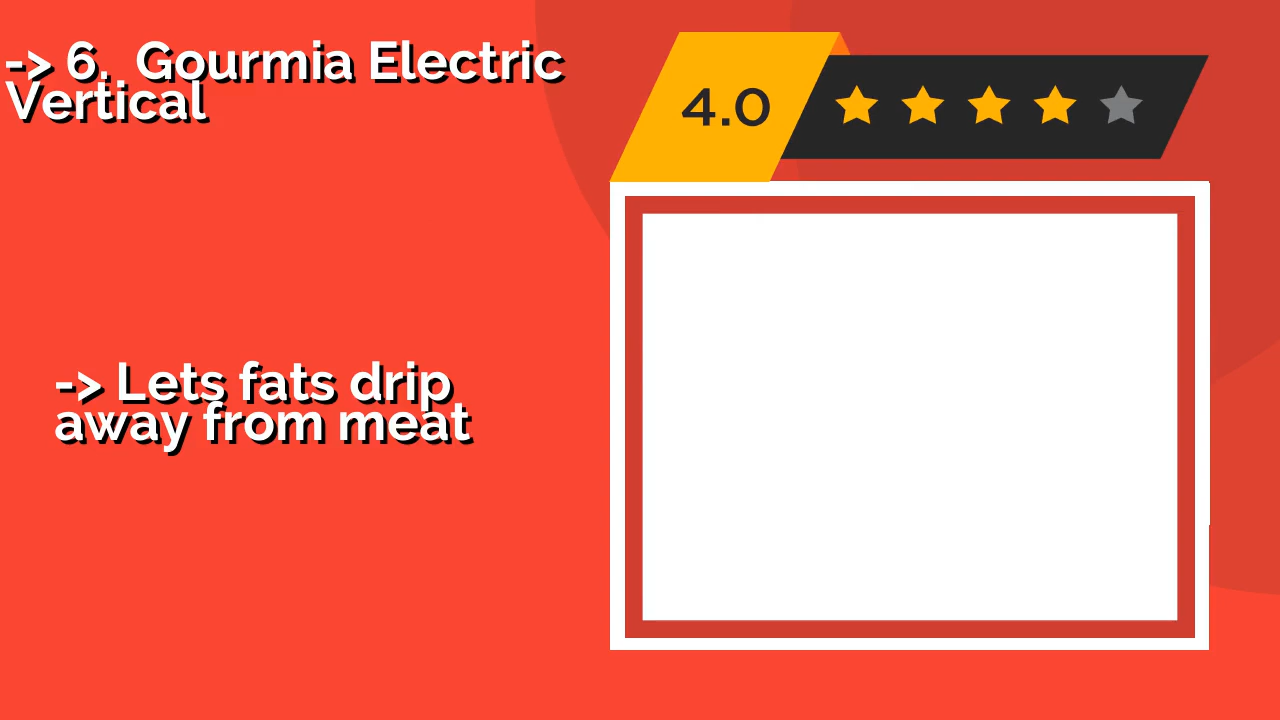 -> 6.  Gourmia Electric
Vertical
4.0
-> Lets fats drip
away from meat